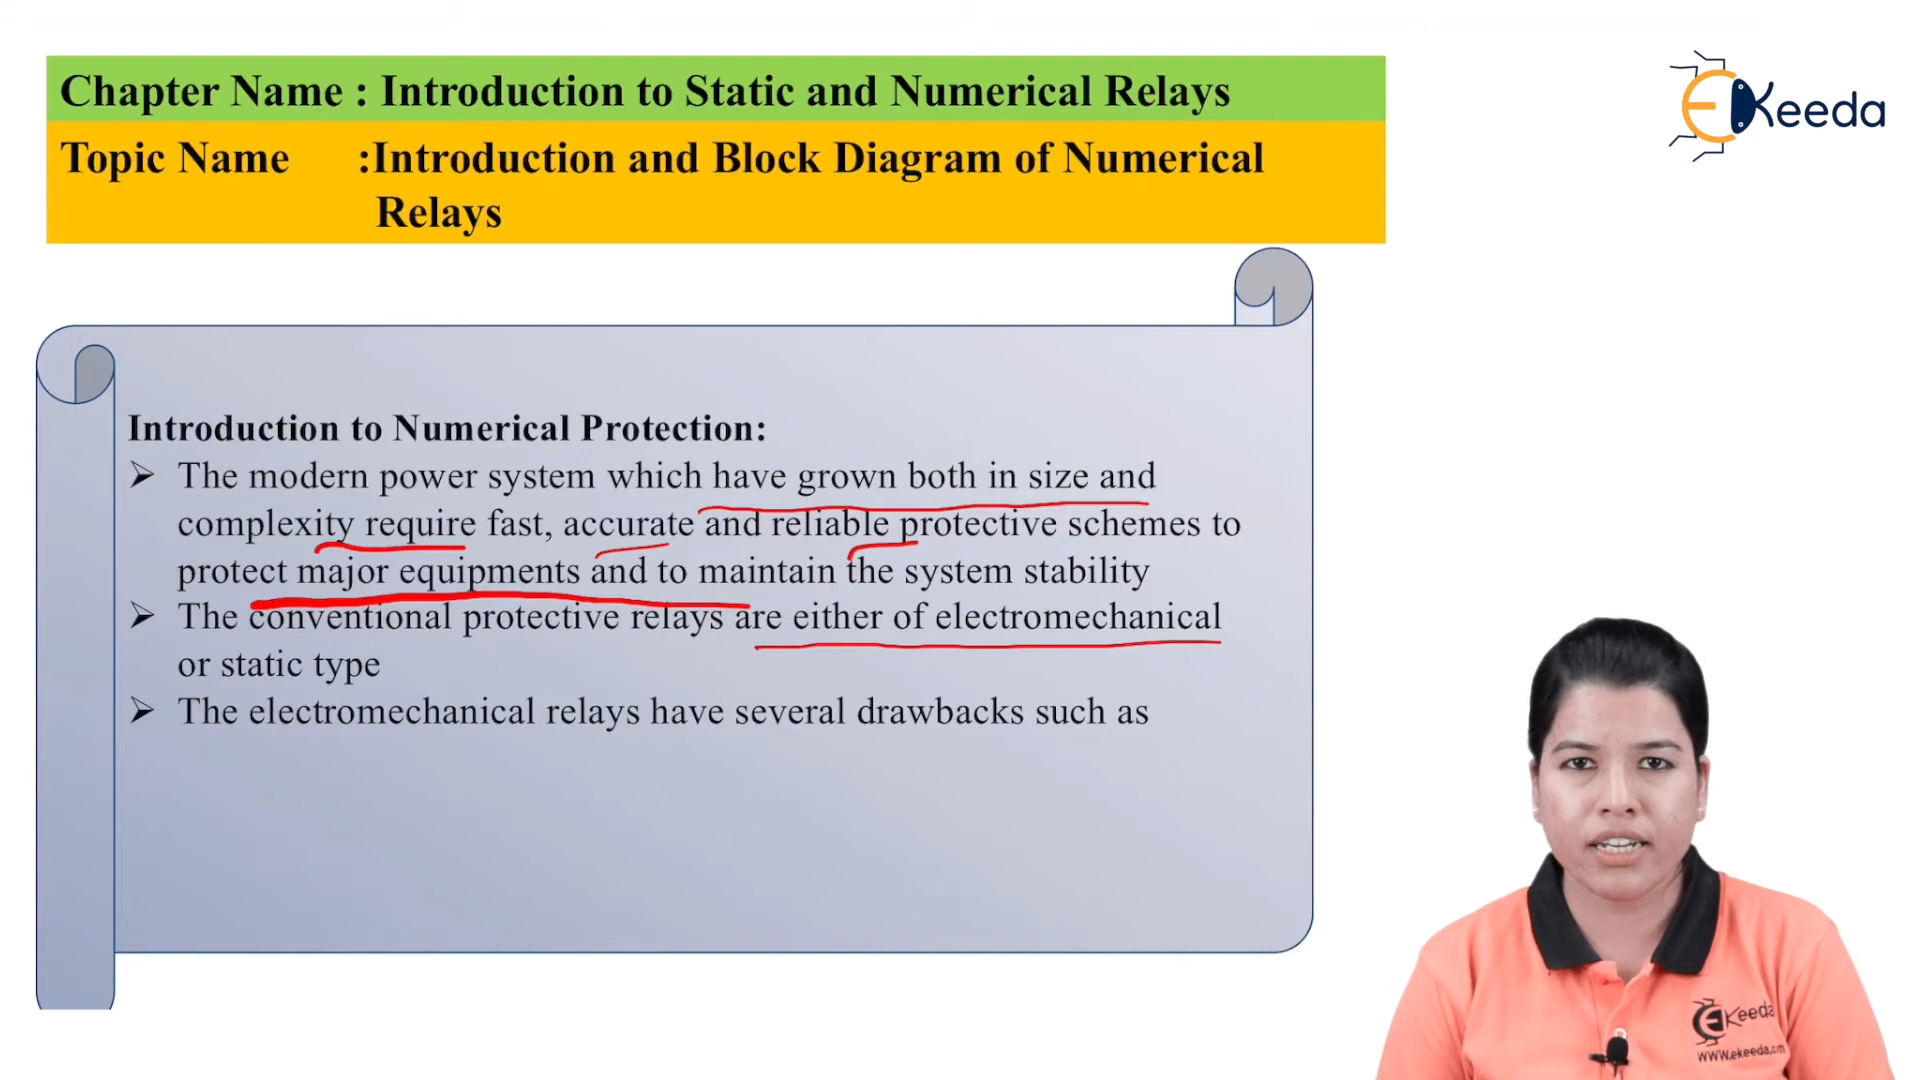 Chapter Name : Introduction to Static and Numerical Relays
Topic Name :Introduction and Block Diagram of Numerical
Relays
EKeeda
Introduction to Numerical Protection:
➢ The modern power system which have grown both in size and
complexity require fast, accurate and reliable protective schemes to
protect major equipments and to maintain the system stability
➢ The conventional protective relays are either of electromechanical
or static type
➢ The electromechanical relays have several drawbacks such as
EKeeda
www.ekeeda.com